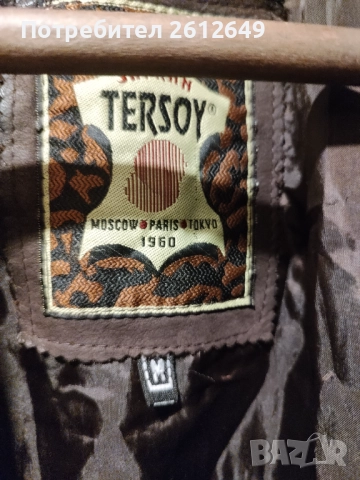 Потребител 2612649
TERSOY®
MOSCOW • PARIS • TOKYO
1960
BAZAR